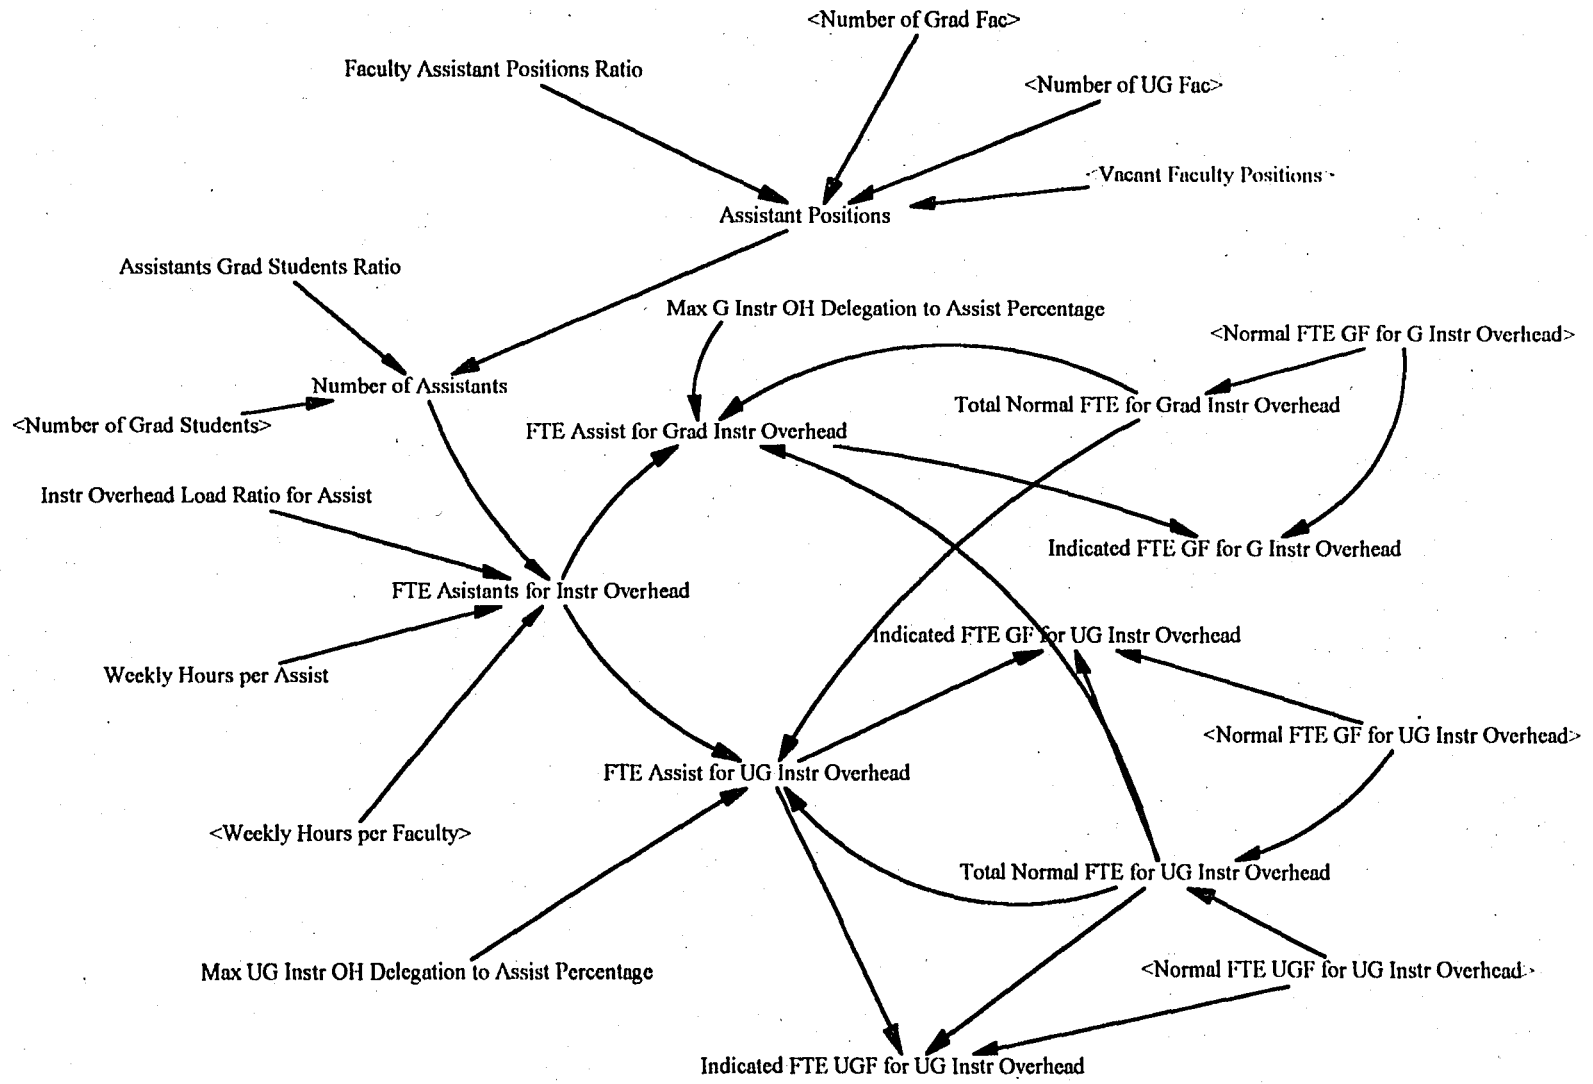 <Number of Grad Fac>
Faculty Assistant Positions Ratio
<Number of UG Fac>
<Vacant Faculty Positions>
Assistant Positions
Assistants Grad Students Ratio
Max G Instr OH Delegation to Assist Percentage
<Normal FTE GF for G Instr Overhead>
Number of Assistants
Total Normal FTE for Grad Instr Overhead
<Number of Grad Students>
FTE Assist for Grad Instr Overhead
Instr Overhead Load Ratio for Assist
Indicated FTE GF for G Instr Overhead
FTE Asistants for Instr Overhead
Indicated FTE GF for UG Instr Overhead
Weekly Hours per Assist
<Normal FTE GF for UG Instr Overhead>
FTE Assist for UG Instr Overhead
<Weekly Hours per Faculty>
Total Normal FTE for UG Instr Overhead
Max UG Instr OH Delegation to Assist Percentage
<Normal FTE UGF for UG Instr Overhead>
Indicated FTE UGF for UG Instr Overhead